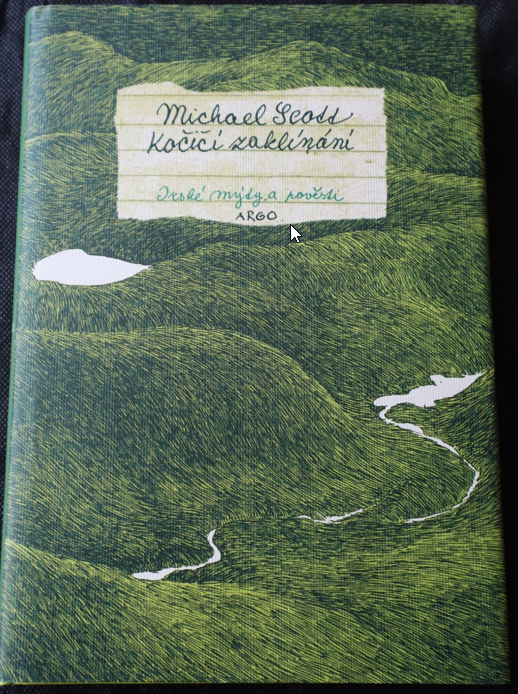 Michael Scott
Kočičí zaklínání
Irské mýty a pověsti
ARGO